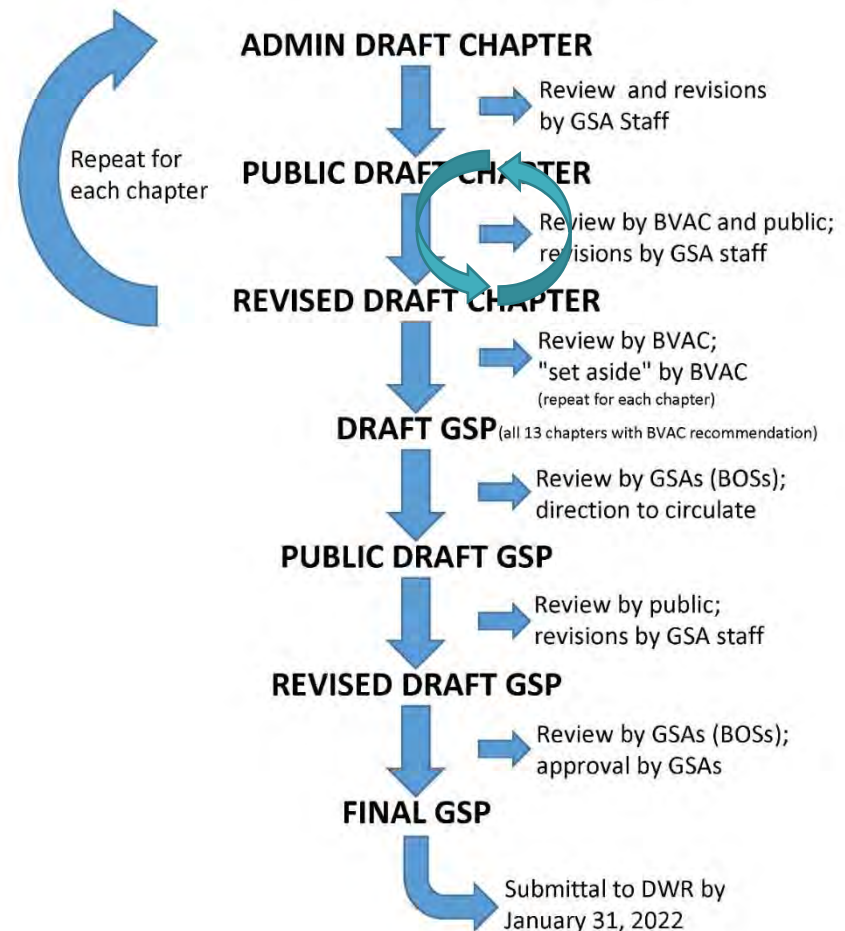 ADMIN DRAFT CHAPTER
Review and revisions
by GSA Staff
Repeat for
each chapter
PUBLIC DRAFT CHAPTER
Review by BVAC and public;
revisions by GSA staff
REVISED DRAFT CHAPTER
Review by BVAC;
"set aside" by BVAC
(repeat for each chapter)
DRAFT GSP (all 13 chapters with BVAC recommendation)
Review by GSAs (BOSs);
direction to circulate
PUBLIC DRAFT GSP
Review by public;
revisions by GSA staff
REVISED DRAFT GSP
Review by GSAs (BOSs);
approval by GSAs
FINAL GSP
Submittal to DWR by
January 31, 2022